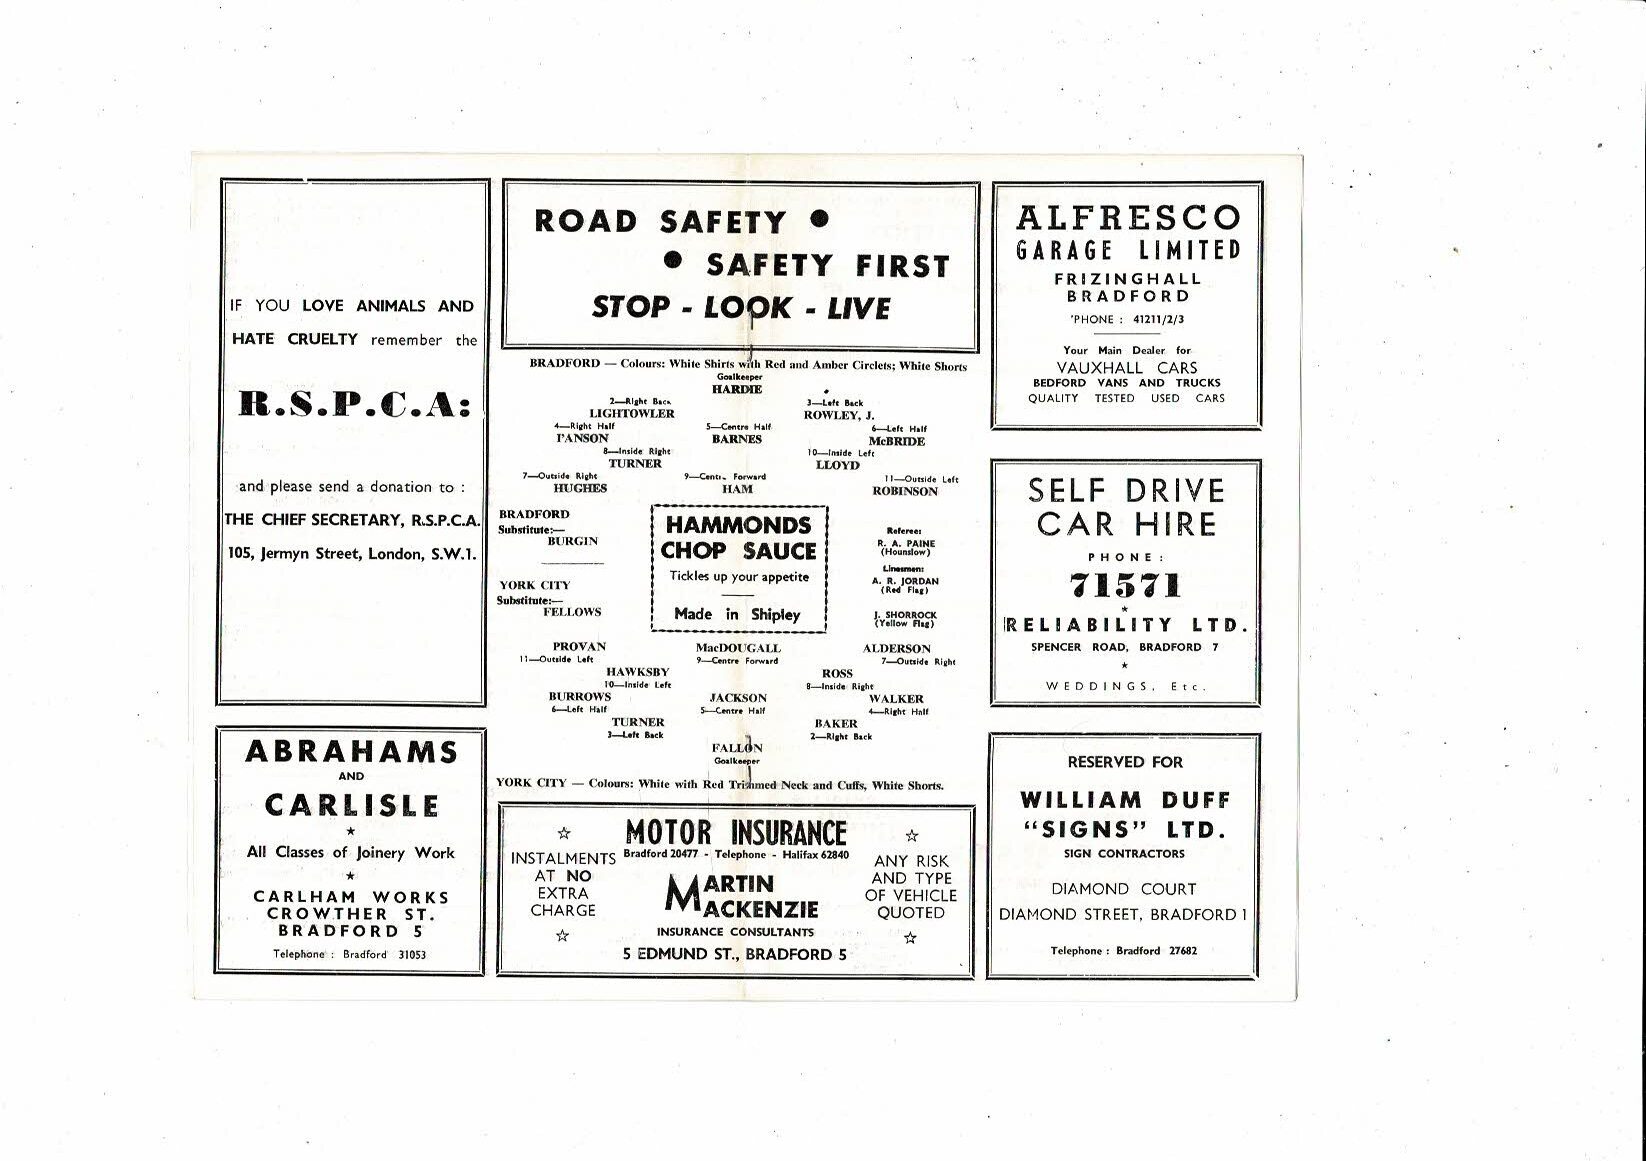 IF YOU LOVE ANIMALS AND
HATE CRUELTY remember the
R.S.P.C.A:
and please send a donation to :
THE CHIEF SECRETARY, R.S.P.C.A.
105, Jermyn Street, London, S.W.1.
ABRAHAMS
AND
CARLISLE
All Classes of Joinery Work
CARLHAM WORKS
CROWTHER ST.
BRADFORD 5
Telephone : Bradford 31053
ROAD SAFETY
SAFETY FIRST
STOP - LOOK - LIVE
BRADFORD — Colours: White Shirts with Red and Amber Circlets; White Shorts
Goalkeeper
HARDIE
2—Right Back 3—Left Back
LIGHTOWLER ROWLEY, J.
4—Right Half 5—Centre Half 6—Left Half
PANSON BARNES McBRIDE
8—Inside Right 10—Inside Left
TURNER LLOYD
7—Outside Right 9—Centre Forward 11—Outside Left
HUGHES HAM ROBINSON
BRADFORD
Substitute:—
BURGIN
YORK CITY
Substitute:—
FELLOWS
HAMMONDS
CHOP SAUCE
Tickles up your appetite
Made in Shipley
Referee:
R. A. PAINE
(Hounslow)
Linesmen:
A. R. JORDAN
(Red Flag)
J. SHORROCK
(Yellow Flag)
PROVAN MacDOUGALL ALDERSON
11—Outside Left 9—Centre Forward 7—Outside Right
HAWKSBY ROSS
10—Inside Left 8—Inside Right
BURROWS JACKSON WALKER
6—Left Half 5—Centre Half 4—Right Half
TURNER BAKER
3—Left Back 2—Right Back
FALLON
Goalkeeper
YORK CITY — Colours: White with Red Trimmed Neck and Cuffs, White Shorts.
MOTOR INSURANCE
Bradford 20477 - Telephone - Halifax 62840
INSTALMENTS
AT NO
EXTRA
CHARGE
MARTIN
MACKENZIE
INSURANCE CONSULTANTS
5 EDMUND ST., BRADFORD 5
ANY RISK
AND TYPE
OF VEHICLE
QUOTED
ALFRESCO
GARAGE LIMITED
FRIZINGHALL
BRADFORD
'PHONE : 41211/2/3
Your Main Dealer for
VAUXHALL CARS
BEDFORD VANS AND TRUCKS
QUALITY TESTED USED CARS
SELF DRIVE
CAR HIRE
PHONE :
71571
RELIABILITY LTD.
SPENCER ROAD, BRADFORD 7
WEDDINGS, Etc.
RESERVED FOR
WILLIAM DUFF
"SIGNS" LTD.
SIGN CONTRACTORS
DIAMOND COURT
DIAMOND STREET, BRADFORD 1
Telephone : Bradford 27682